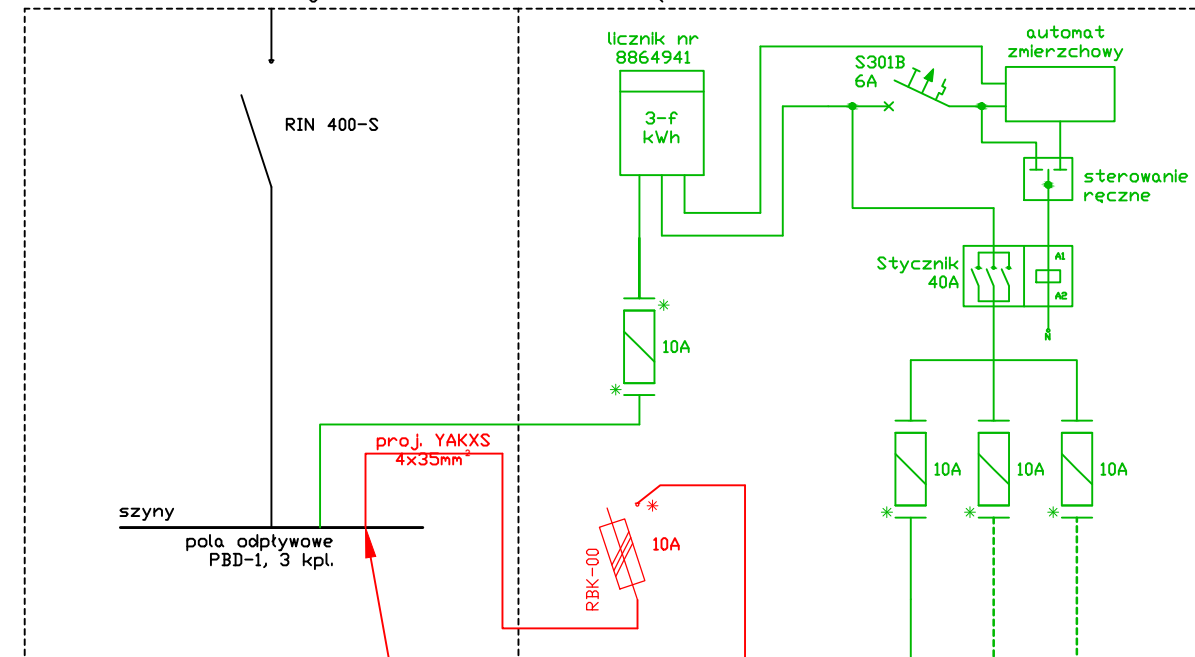 licznik nr
8864941
3-f
kWh
S301B
6A
automat
zmierzchowy
RIN 400-S
sterowanie
ręczne
Stycznik
40A
A1
A2
N
10A
proj. YAKXS
4x35mm²
10A
10A
10A
szyny
pola odpływowe
PBD-1, 3 kpl.
RBK-00
10A